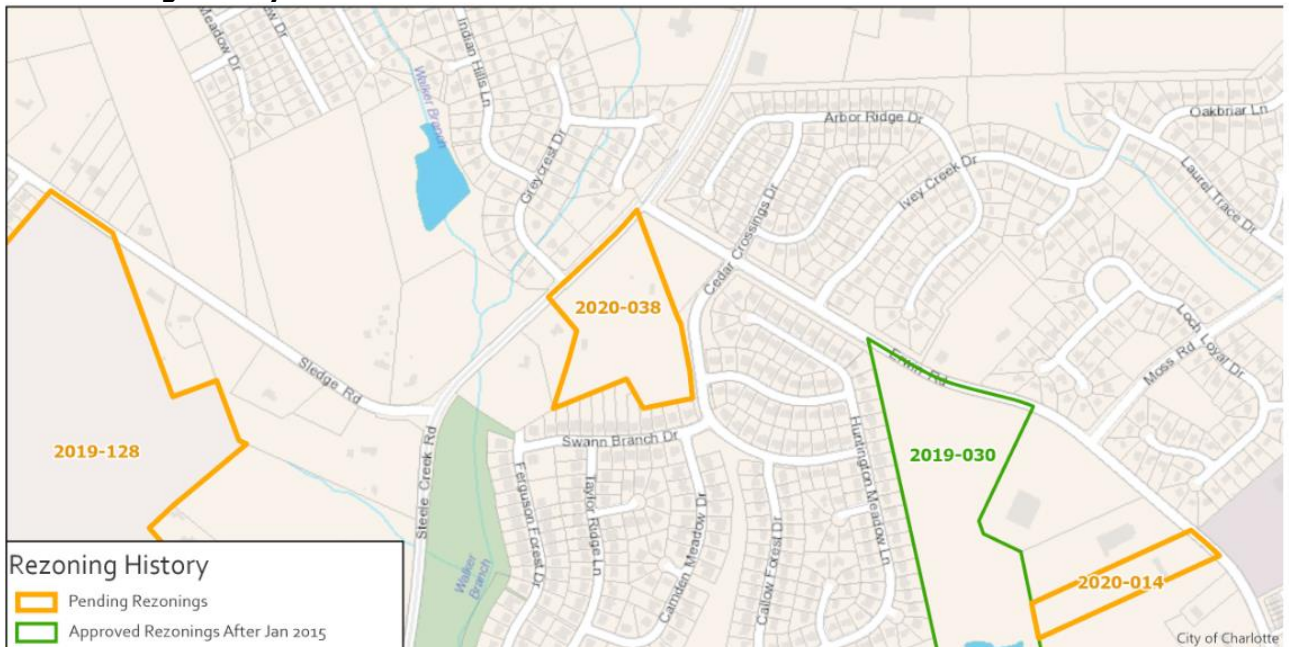 Meadow Dr
Indian Hills Ln
Walker Branch
Greycrest Dr
Arbor Ridge Dr
Oakbriar Ln
Ivey Creek Dr
Laurel Trace Dr
Cedar Crossings Dr
2020-038
Loch Loyal Dr
Moss Rd
Erwin Rd
Sledge Rd
2019-128
Steele Creek Rd
Swann Branch Dr
Huntington Meadow Ln
2019-030
Ferguson Forest Dr
Taylor Ridge Ln
Camden Meadow Dr
Callow Forest Dr
Walker
Branch
2020-014
Rezoning History
Pending Rezonings
Approved Rezonings After Jan 2015
City of Charlotte